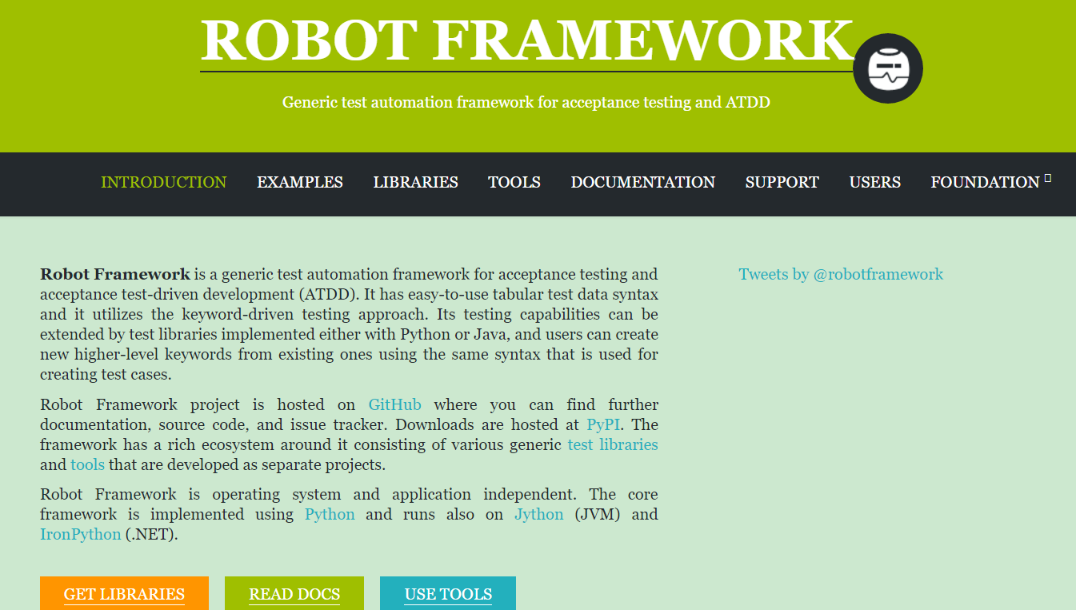 ROBOT FRAMEWORK
Generic test automation framework for acceptance testing and ATDD
INTRODUCTION EXAMPLES LIBRARIES TOOLS DOCUMENTATION SUPPORT USERS FOUNDATION
Robot Framework is a generic test automation framework for acceptance testing and
acceptance test-driven development (ATDD). It has easy-to-use tabular test data syntax
and it utilizes the keyword-driven testing approach. Its testing capabilities can be
extended by test libraries implemented either with Python or Java, and users can create
new higher-level keywords from existing ones using the same syntax that is used for
creating test cases.
Robot Framework project is hosted on GitHub where you can find further
documentation, source code, and issue tracker. Downloads are hosted at PyPI. The
framework has a rich ecosystem around it consisting of various generic test libraries
and tools that are developed as separate projects.
Robot Framework is operating system and application independent. The core
framework is implemented using Python and runs also on Jython (JVM) and
IronPython (.NET).
GET LIBRARIES READ DOCS USE TOOLS
Tweets by @robotframework